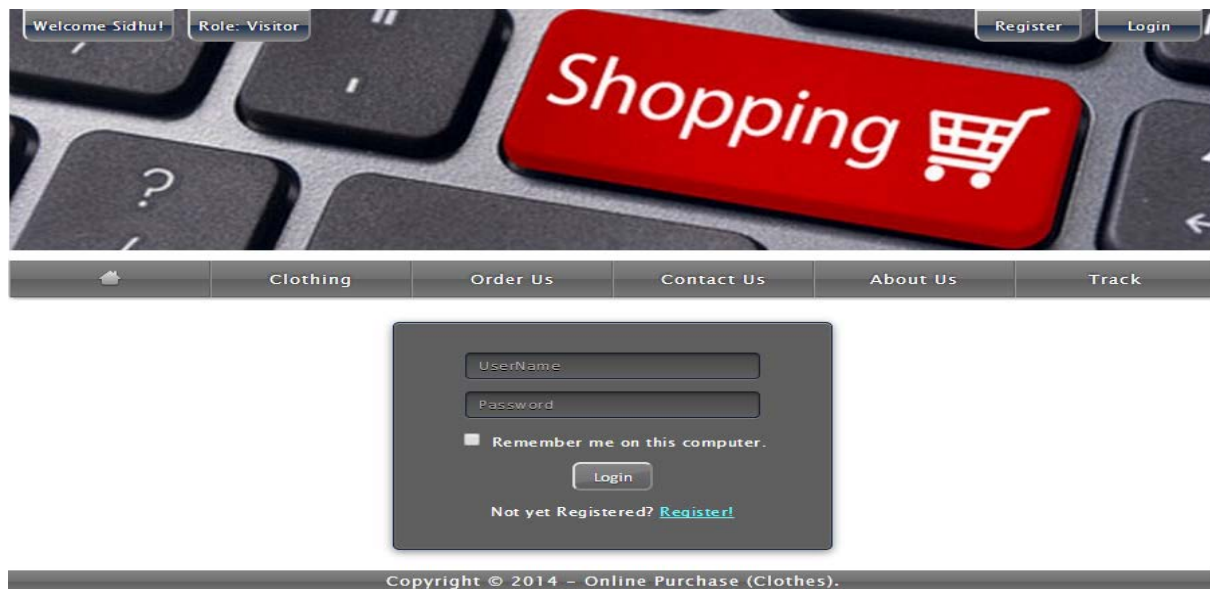 Welcome Sidhu! Role: Visitor Register Login
Shopping
?
Clothing Order Us Contact Us About Us Track
UserName
Password
Remember me on this computer.
Login
Not yet Registered? Register!
Copyright © 2014 – Online Purchase (Clothes).